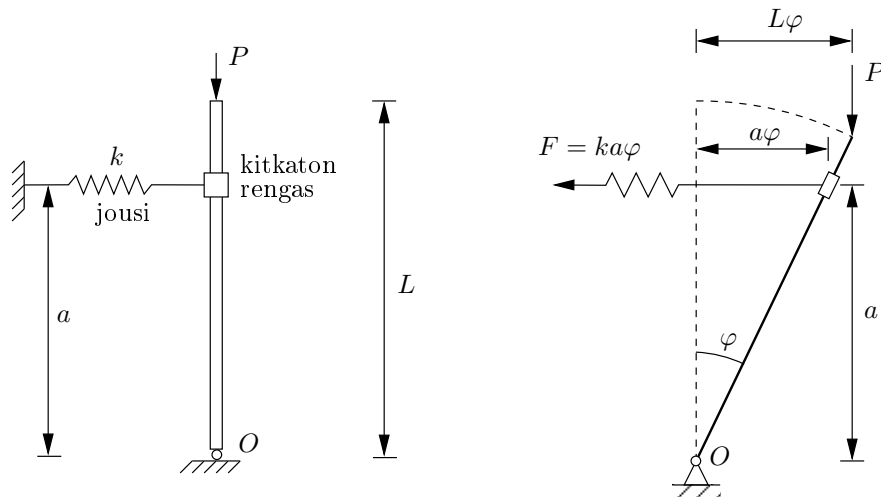 P
k
kitkaton
rengas
jousi
a
L
O
Lφ
P
aφ
F = kaφ
a
φ
O